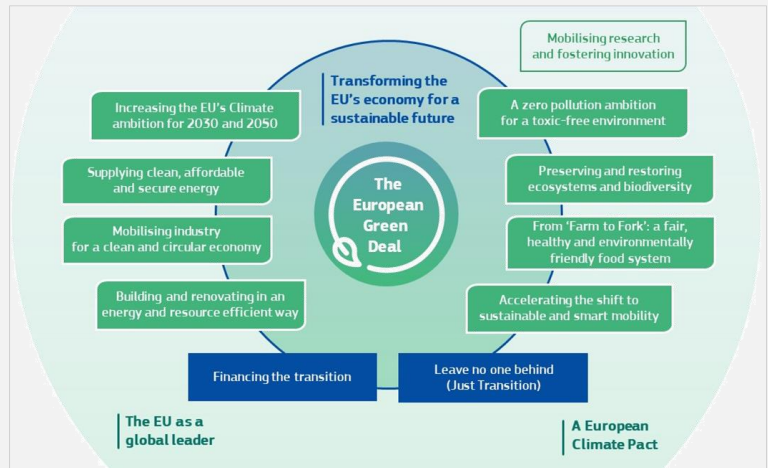 Mobilising research
and fostering innovation
Transforming the
EU's economy for a
sustainable future
Increasing the EU's Climate
ambition for 2030 and 2050
A zero pollution ambition
for a toxic-free environment
Supplying clean, affordable
and secure energy
The
European
Green
Deal
Preserving and restoring
ecosystems and biodiversity
Mobilising industry
for a clean and circular economy
From 'Farm to Fork': a fair,
healthy and environmentally
friendly food system
Building and renovating in an
energy and resource efficient way
Accelerating the shift to
sustainable and smart mobility
Financing the transition
Leave no one behind
(Just Transition)
The EU as a
global leader
A European
Climate Pact